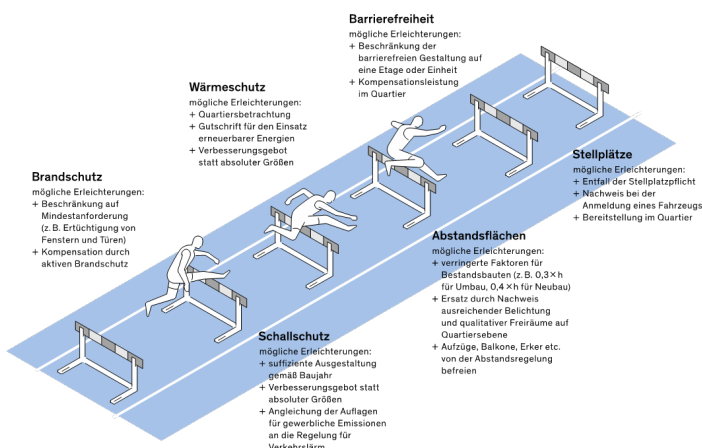 Barrierefreiheit
mögliche Erleichterungen:
+ Beschränkung der
barrierefreien Gestaltung auf
eine Etage oder Einheit
+ Kompensationsleistung
im Quartier
Wärmeschutz
mögliche Erleichterungen:
+ Quartiersbetrachtung
+ Gutschrift für den Einsatz
erneuerbarer Energien
+ Verbesserungsgebot
statt absoluter Größen
Brandschutz
mögliche Erleichterungen:
+ Beschränkung auf
Mindestanforderung
(z. B. Ertüchtigung von
Fenstern und Türen)
+ Kompensation durch
aktiven Brandschutz
Stellplätze
mögliche Erleichterungen:
+ Entfall der Stellplatzpflicht
+ Nachweis bei der
Anmeldung eines Fahrzeugs
+ Bereitstellung im Quartier
Abstandsflächen
mögliche Erleichterungen:
+ verringerte Faktoren für
Bestandsbauten (z. B. 0,3 × h
für Umbau, 0,4 × h für Neubau)
+ Ersatz durch Nachweis
ausreichender Belichtung
und qualitativer Freiräume auf
Quartiersebene
+ Aufzüge, Balkone, Erker etc.
von der Abstandsregelung
befreien
Schallschutz
mögliche Erleichterungen:
+ suffiziente Ausgestaltung
gemäß Baujahr
+ Verbesserungsgebot statt
absoluter Größen
+ Angleichung der Auflagen
für gewerbliche Emissionen
an die Regelung für
Verkehrslärm